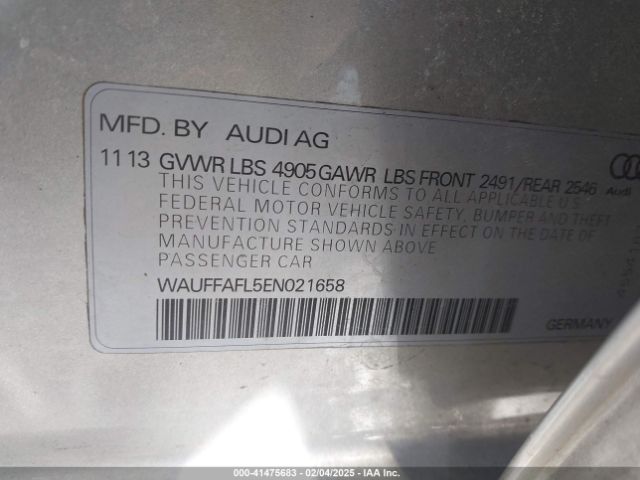 MFD. BY AUDI AG
11 13 GVWR LBS 4905 GAWR LBS FRONT 2491/REAR 2546
Audi
THIS VEHICLE CONFORMS TO ALL APPLICABLE U.S.
FEDERAL MOTOR VEHICLE SAFETY, BUMPER AND THEFT
PREVENTION STANDARDS IN EFFECT ON THE DATE OF
MANUFACTURE SHOWN ABOVE
PASSENGER CAR
WAUFFAFL5EN021658
GERMANY
000-41475683 - 02/04/2025 - IAA Inc.